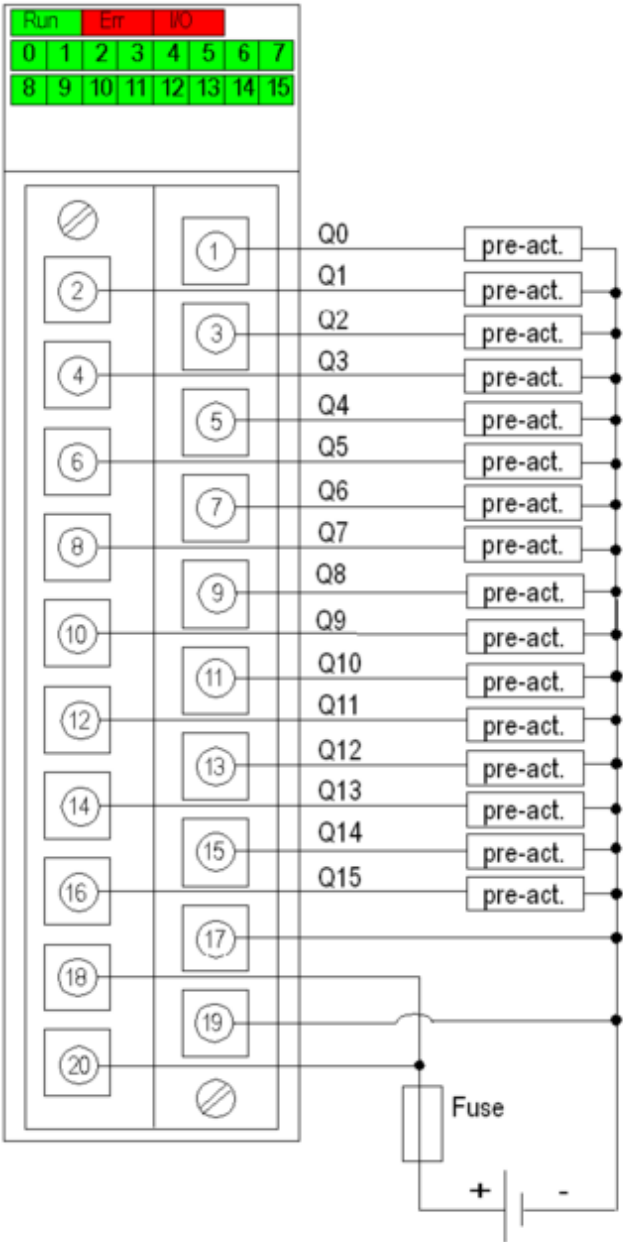 Run Err I/O
0 1 2 3 4 5 6 7
8 9 10 11 12 13 14 15
1 Q0 pre-act.
2 Q1 pre-act.
3 Q2 pre-act.
4 Q3 pre-act.
5 Q4 pre-act.
6 Q5 pre-act.
7 Q6 pre-act.
8 Q7 pre-act.
9 Q8 pre-act.
10 Q9 pre-act.
11 Q10 pre-act.
12 Q11 pre-act.
13 Q12 pre-act.
14 Q13 pre-act.
15 Q14 pre-act.
16 Q15 pre-act.
17
18
19
20
Fuse
+ -